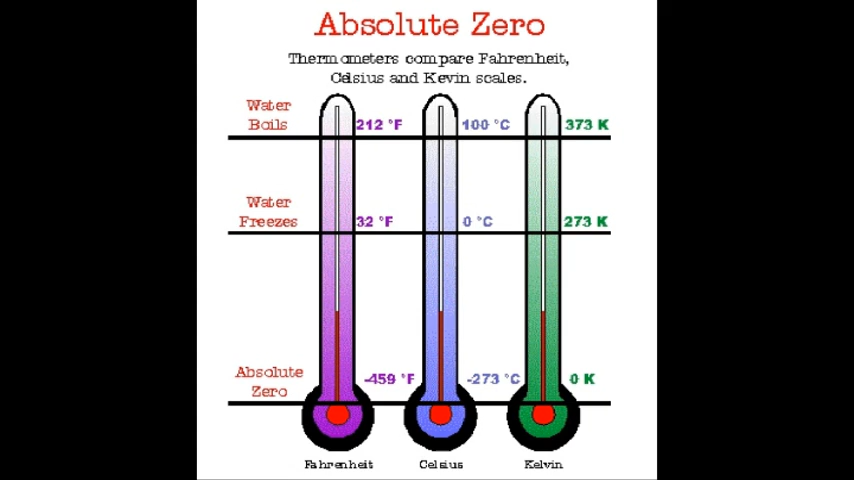 Absolute Zero
Thermometers compare Fahrenheit,
Celsius and Kevin scales.
Water
Boils
212 °F
100 °C
373 K
Water
Freezes
32 °F
0 °C
273 K
Absolute
Zero
-459 °F
-273 °C
0 K
Fahrenheit
Celsius
Kelvin